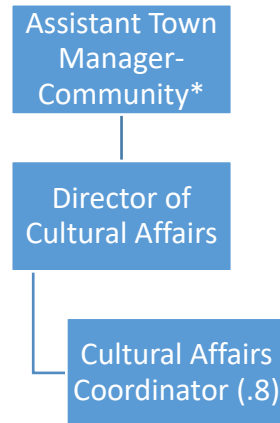 Assistant Town
Manager-
Community*
Director of
Cultural Affairs
Cultural Affairs
Coordinator (.8)